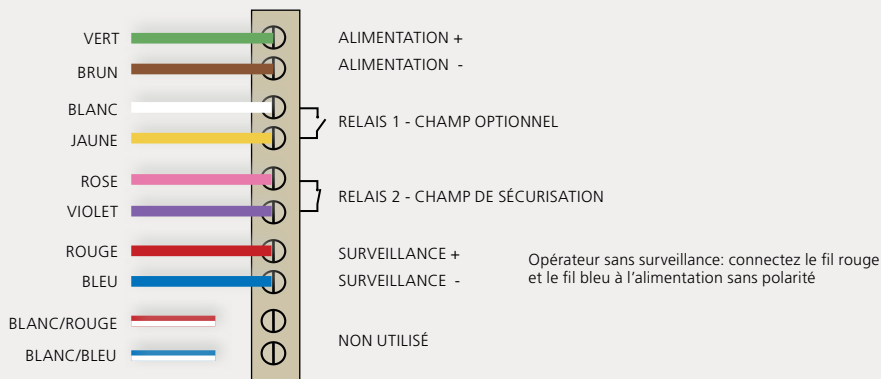 VERT
ALIMENTATION +
BRUN
ALIMENTATION -
BLANC
RELAIS 1 - CHAMP OPTIONNEL
JAUNE
ROSE
RELAIS 2 - CHAMP DE SÉCURISATION
VIOLET
ROUGE
SURVEILLANCE +
BLEU
SURVEILLANCE -
Opérateur sans surveillance: connectez le fil rouge
et le fil bleu à l'alimentation sans polarité
BLANC/ROUGE
NON UTILISÉ
BLANC/BLEU